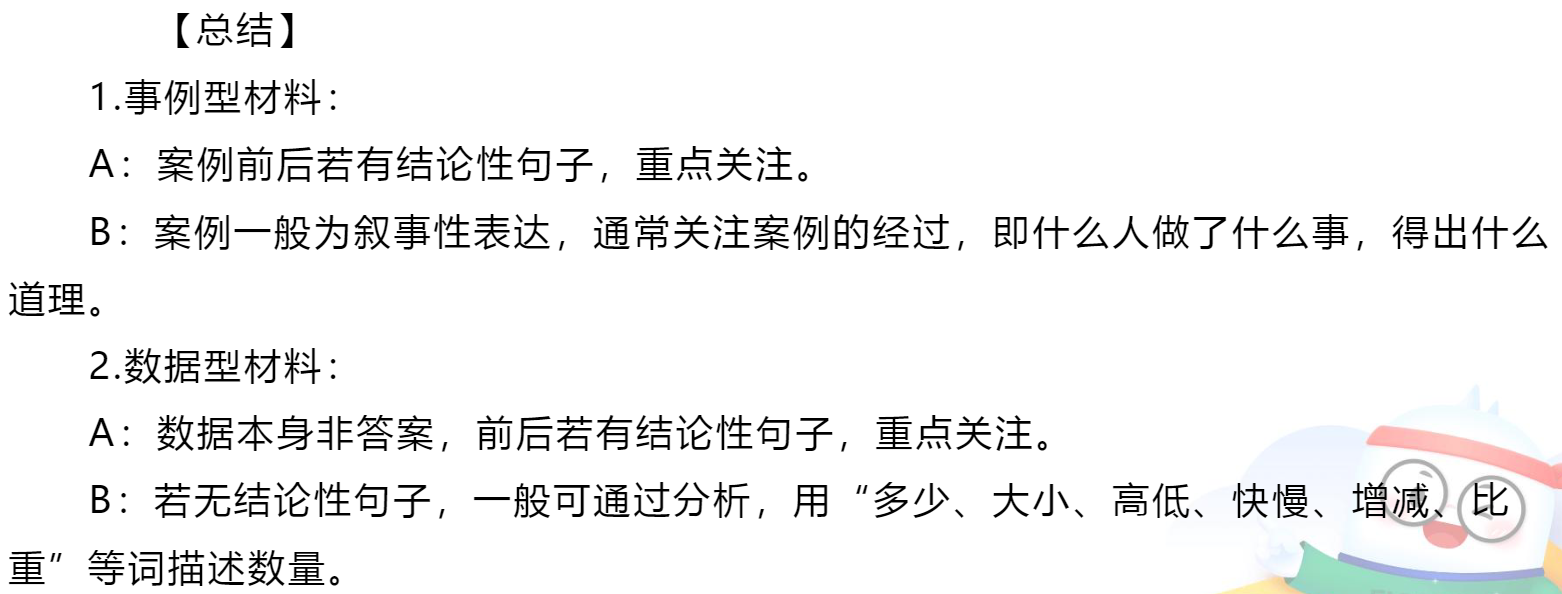 【总结】
1.事例型材料：
A：案例前后若有结论性句子，重点关注。
B：案例一般为叙事性表达，通常关注案例的经过，即什么人做了什么事，得出什么
道理。
2.数据型材料：
A：数据本身非答案，前后若有结论性句子，重点关注。
B：若无结论性句子，一般可通过分析，用“多少、大小、高低、快慢、增减、比
重”等词描述数量。